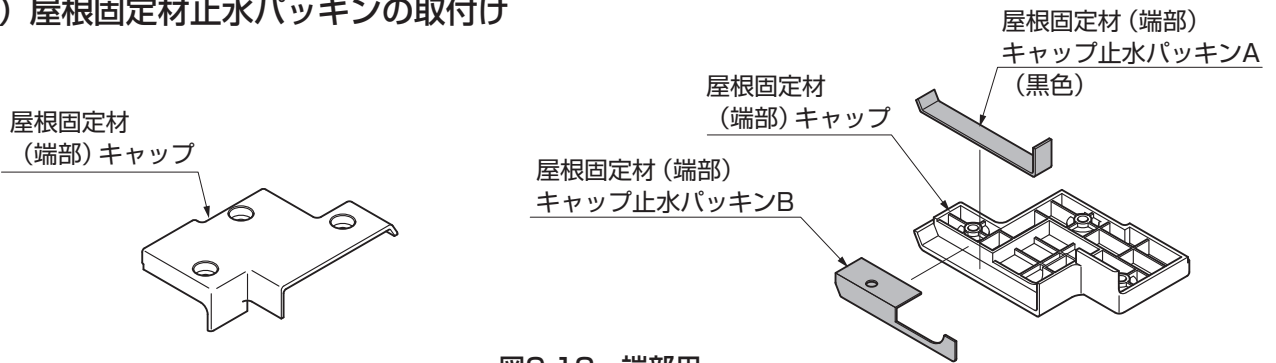 ）屋根固定材止水パッキンの取付け
屋根固定材
（端部）キャップ
屋根固定材（端部）
キャップ止水パッキンA
（黒色）
屋根固定材
（端部）キャップ
屋根固定材（端部）
キャップ止水パッキンB